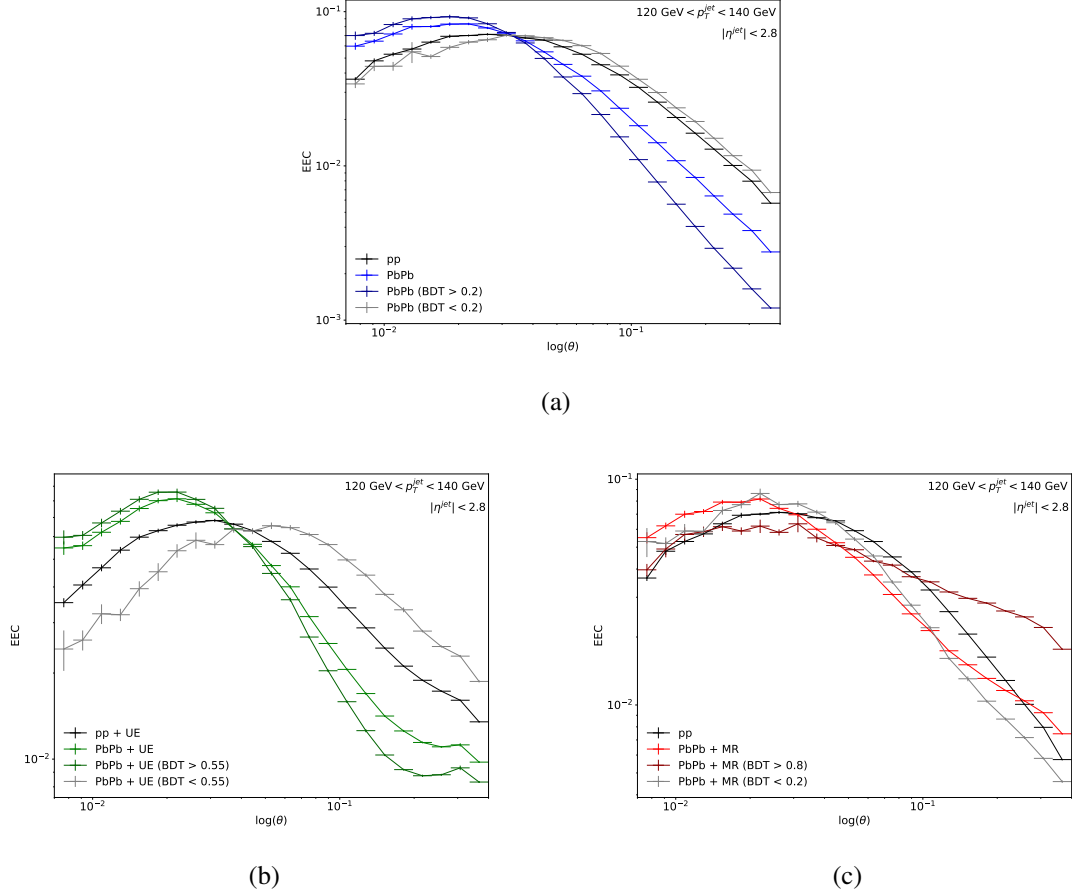 10⁻¹
120 GeV < p_T^jet < 140 GeV
|η^jet| < 2.8
EEC
10⁻²
pp
PbPb
PbPb (BDT > 0.2)
PbPb (BDT < 0.2)
10⁻³
10⁻² 10⁻¹
log(θ)
(a)
120 GeV < p_T^jet < 140 GeV
|η^jet| < 2.8
EEC
pp + UE
PbPb + UE
PbPb + UE (BDT > 0.55)
PbPb + UE (BDT < 0.55)
10⁻²
10⁻² 10⁻¹
log(θ)
(b)
10⁻¹
120 GeV < p_T^jet < 140 GeV
|η^jet| < 2.8
EEC
10⁻²
pp
PbPb + MR
PbPb + MR (BDT > 0.8)
PbPb + MR (BDT < 0.2)
10⁻² 10⁻¹
log(θ)
(c)